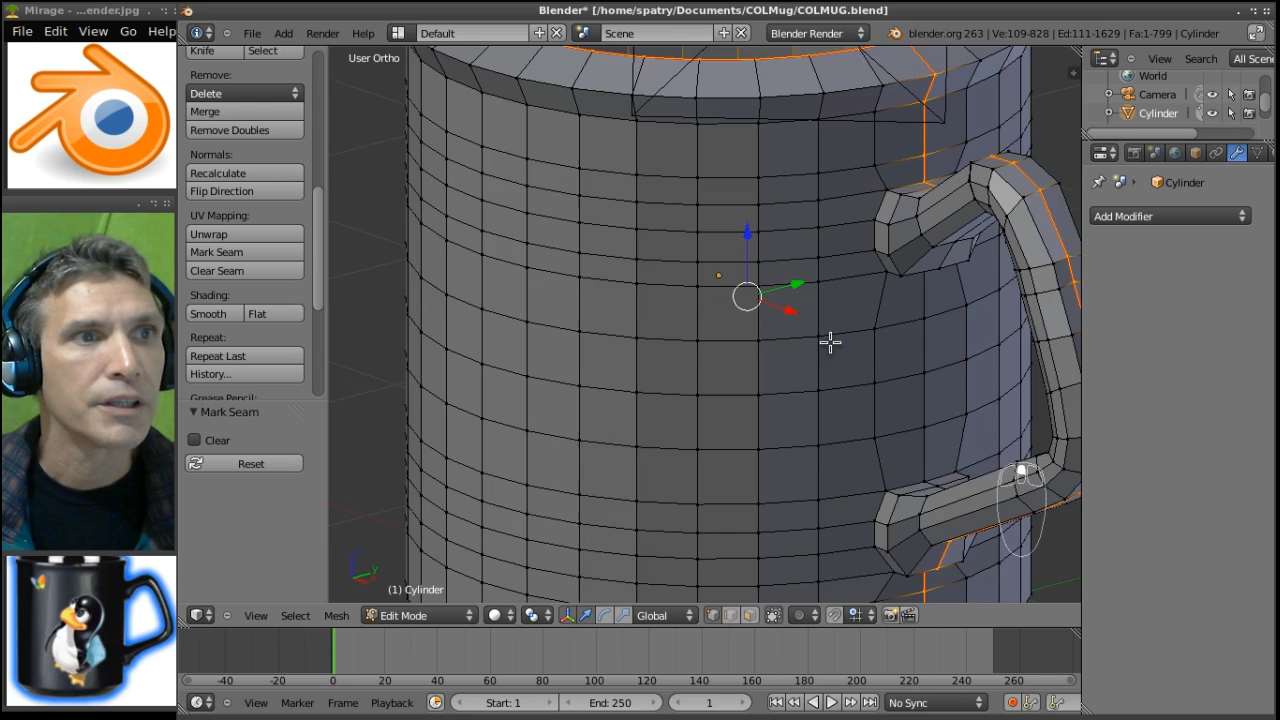 Mirage - ...ender.jpg
File Edit View Go Help
Blender* [/home/spatry/Documents/COLMug/COLMUG.blend]
File Add Render Help
Default
Scene
Blender Render
blender.org 263 | Ve:109-828 | Ed:111-1629 | Fa:1-799 | Cylinder
Knife Select
Remove:
Delete
Merge
Remove Doubles
Normals:
Recalculate
Flip Direction
UV Mapping:
Unwrap
Mark Seam
Clear Seam
Shading:
Smooth Flat
Repeat:
Repeat Last
History...
Grease Pencil:
Mark Seam
Clear
Reset
User Ortho
z
y
x
(1) Cylinder
View Search All Scene
World
Camera
Cylinder
Cylinder
Add Modifier
View Select Mesh
Edit Mode
Global
-40 -20 0 20 40 60 80 100 120 140 160 180 200 220 240 260
View Marker Frame Playback
Start: 1
End: 250
1
No Sync